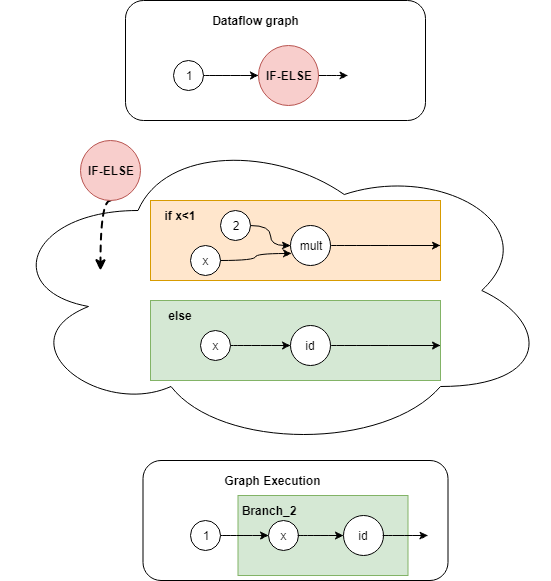 Dataflow graph
1
IF-ELSE
IF-ELSE
if x<1
2
mult
x
else
x
id
Graph Execution
Branch_2
1
x
id